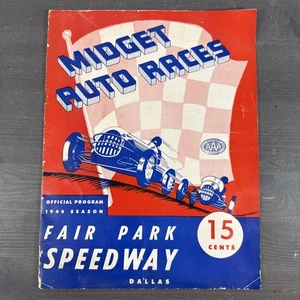 MIDGET
AUTO RACES
AAA
OFFICIAL PROGRAM
1949 SEASON
15
CENTS
FAIR PARK
SPEEDWAY
DALLAS